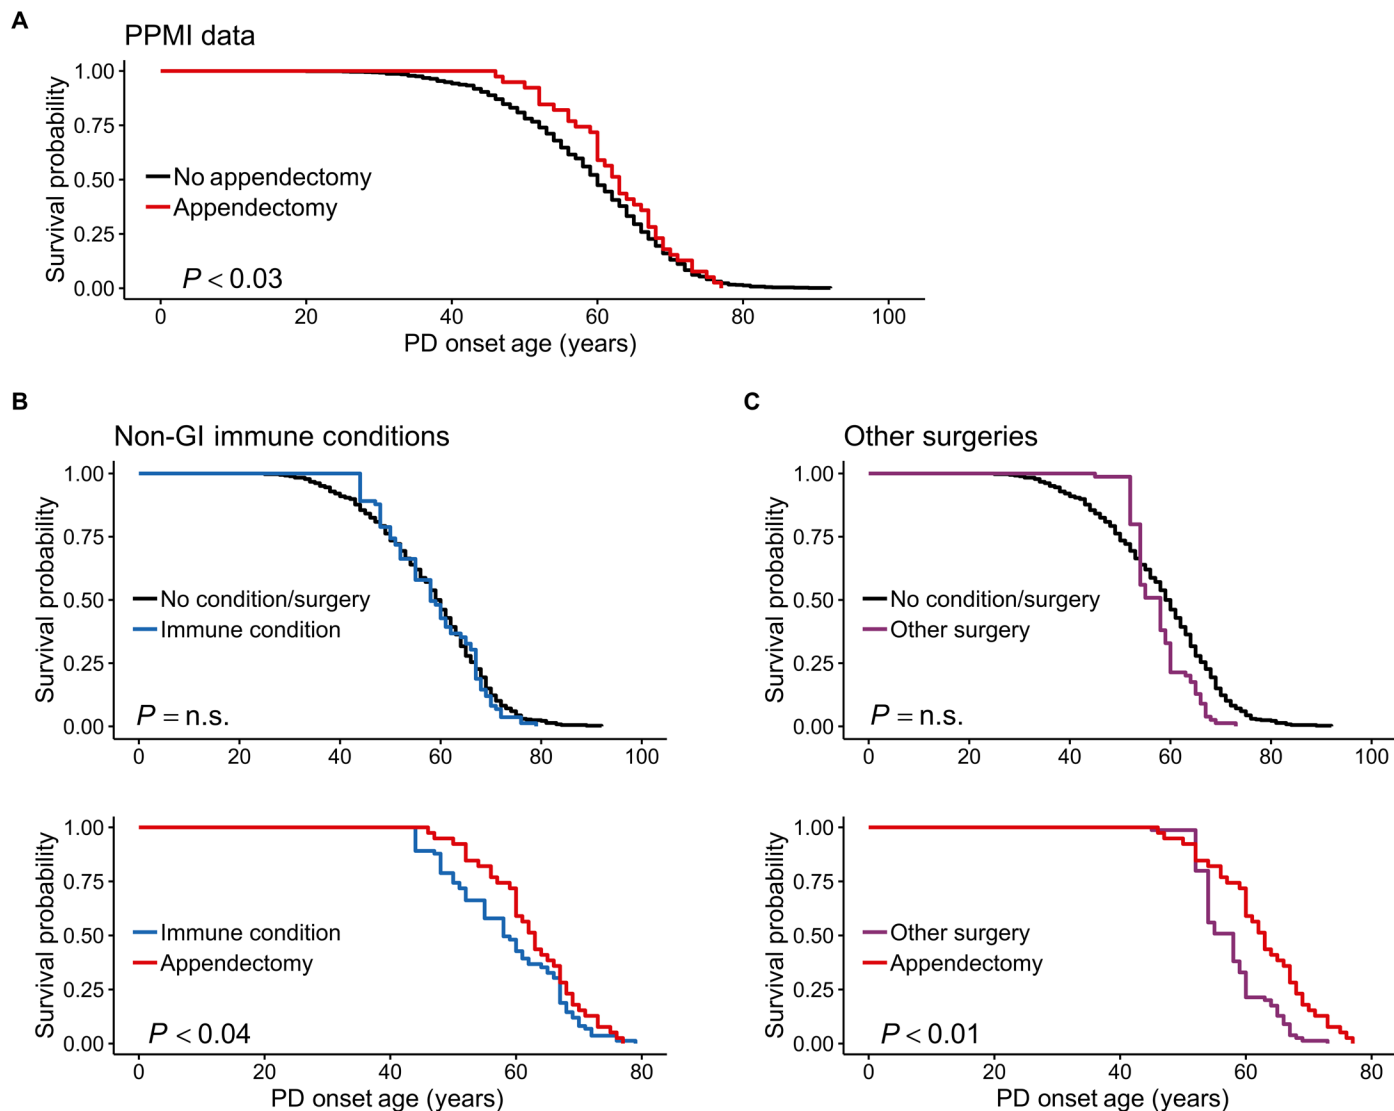 A
PPMI data
Survival probability
1.00
0.75
0.50
0.25
0.00
No appendectomy
Appendectomy
P < 0.03
0 20 40 60 80 100
PD onset age (years)
B
Non-GI immune conditions
Survival probability
1.00
0.75
0.50
0.25
0.00
No condition/surgery
Immune condition
P = n.s.
0 20 40 60 80 100
Survival probability
1.00
0.75
0.50
0.25
0.00
Immune condition
Appendectomy
P < 0.04
0 20 40 60 80
PD onset age (years)
C
Other surgeries
Survival probability
1.00
0.75
0.50
0.25
0.00
No condition/surgery
Other surgery
P = n.s.
0 20 40 60 80 100
Survival probability
1.00
0.75
0.50
0.25
0.00
Other surgery
Appendectomy
P < 0.01
0 20 40 60 80
PD onset age (years)